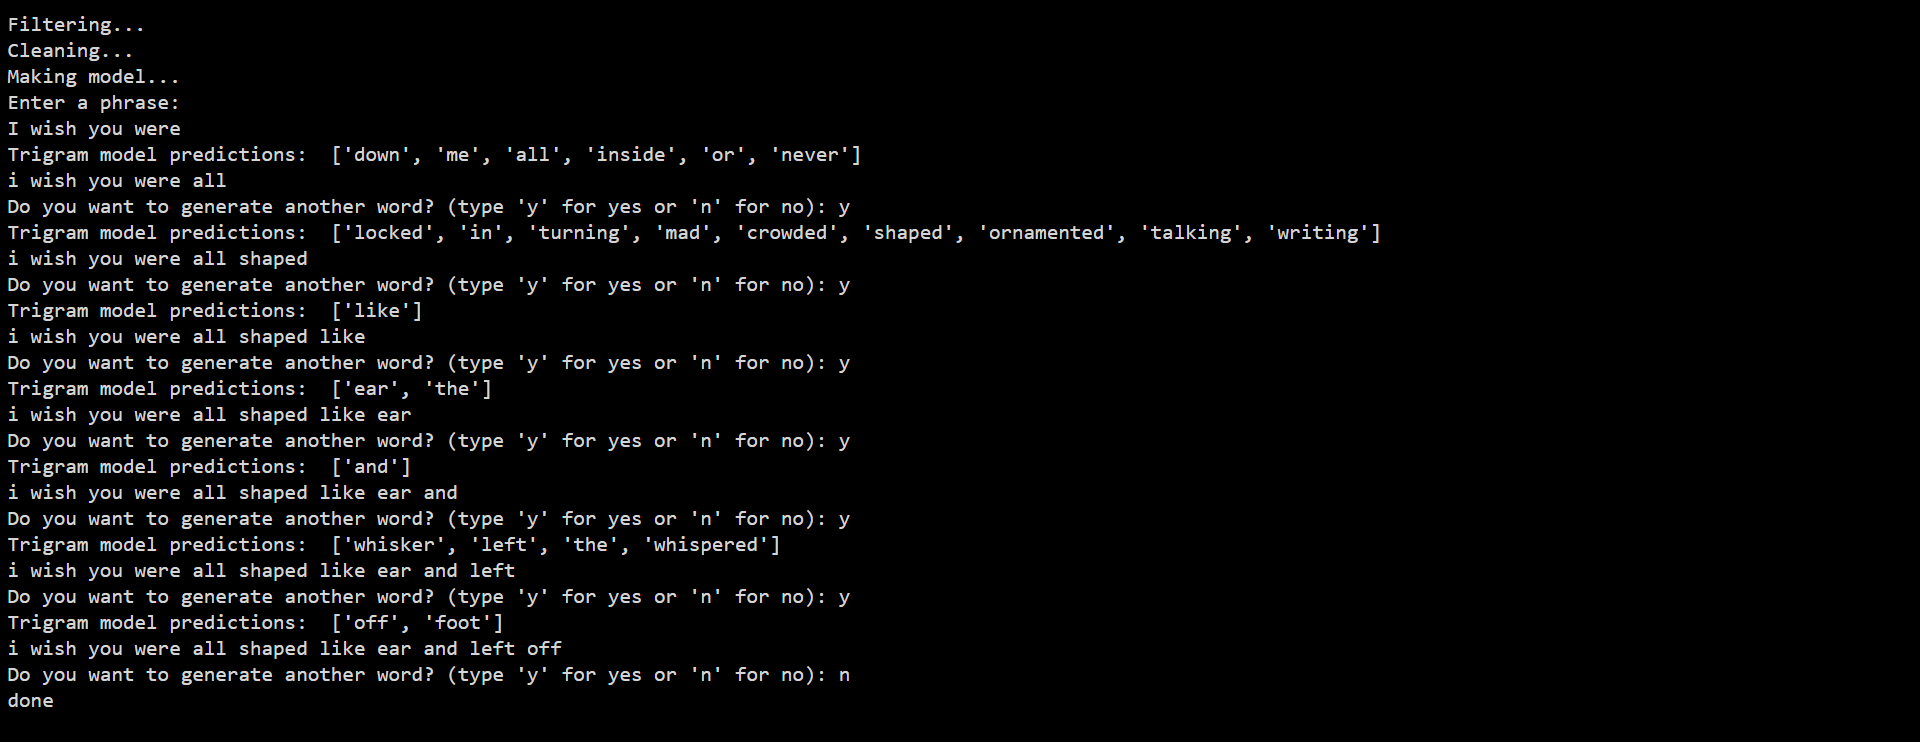 Filtering...
Cleaning...
Making model...
Enter a phrase:
I wish you were
Trigram model predictions:  ['down', 'me', 'all', 'inside', 'or', 'never']
i wish you were all
Do you want to generate another word? (type 'y' for yes or 'n' for no): y
Trigram model predictions:  ['locked', 'in', 'turning', 'mad', 'crowded', 'shaped', 'ornamented', 'talking', 'writing']
i wish you were all shaped
Do you want to generate another word? (type 'y' for yes or 'n' for no): y
Trigram model predictions:  ['like']
i wish you were all shaped like
Do you want to generate another word? (type 'y' for yes or 'n' for no): y
Trigram model predictions:  ['ear', 'the']
i wish you were all shaped like ear
Do you want to generate another word? (type 'y' for yes or 'n' for no): y
Trigram model predictions:  ['and']
i wish you were all shaped like ear and
Do you want to generate another word? (type 'y' for yes or 'n' for no): y
Trigram model predictions:  ['whisker', 'left', 'the', 'whispered']
i wish you were all shaped like ear and left
Do you want to generate another word? (type 'y' for yes or 'n' for no): y
Trigram model predictions:  ['off', 'foot']
i wish you were all shaped like ear and left off
Do you want to generate another word? (type 'y' for yes or 'n' for no): n
done